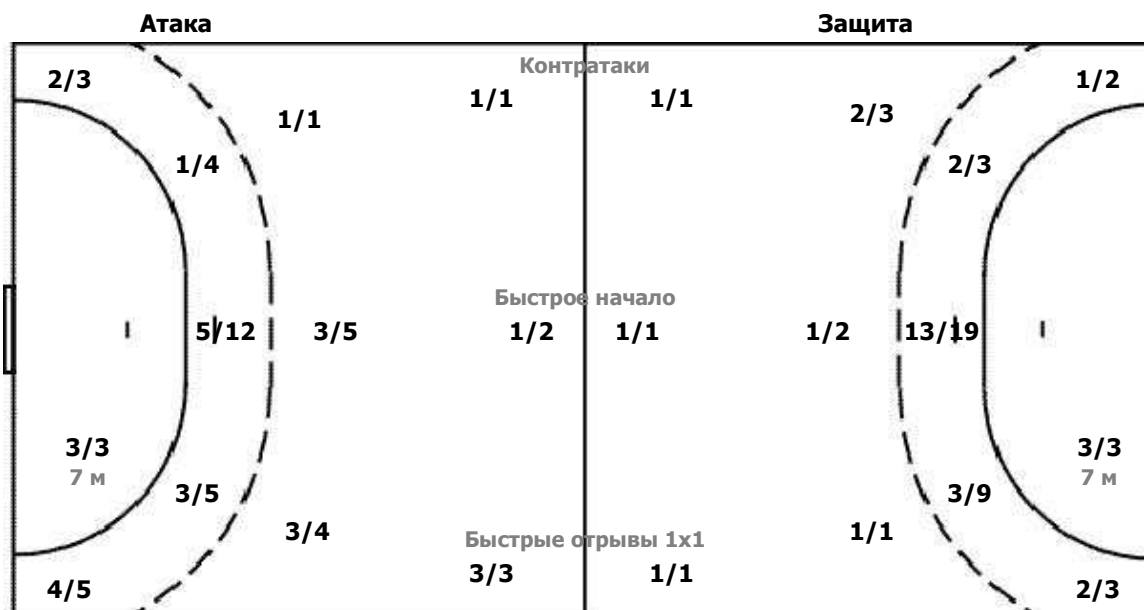 Атака Защита
Контратаки
2/3 1/1 1/1 1/1 2/3 1/2
1/4 2/3
Быстрое начало
5/12 3/5 1/2 1/1 1/2 13/19
3/3 3/3
7 м 7 м
3/5 3/9
3/4 Быстрые отрывы 1x1 1/1
4/5 3/3 1/1 2/3